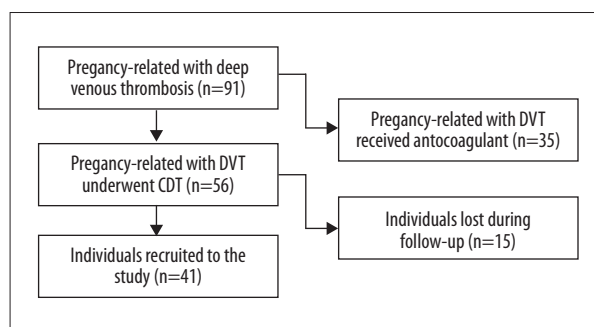 Pregancy-related with deep
venous thrombosis (n=91)
Pregancy-related with DVT
received antocoagulant (n=35)
Pregancy-related with DVT
underwent CDT (n=56)
Individuals lost during
follow-up (n=15)
Individuals recruited to the
study (n=41)